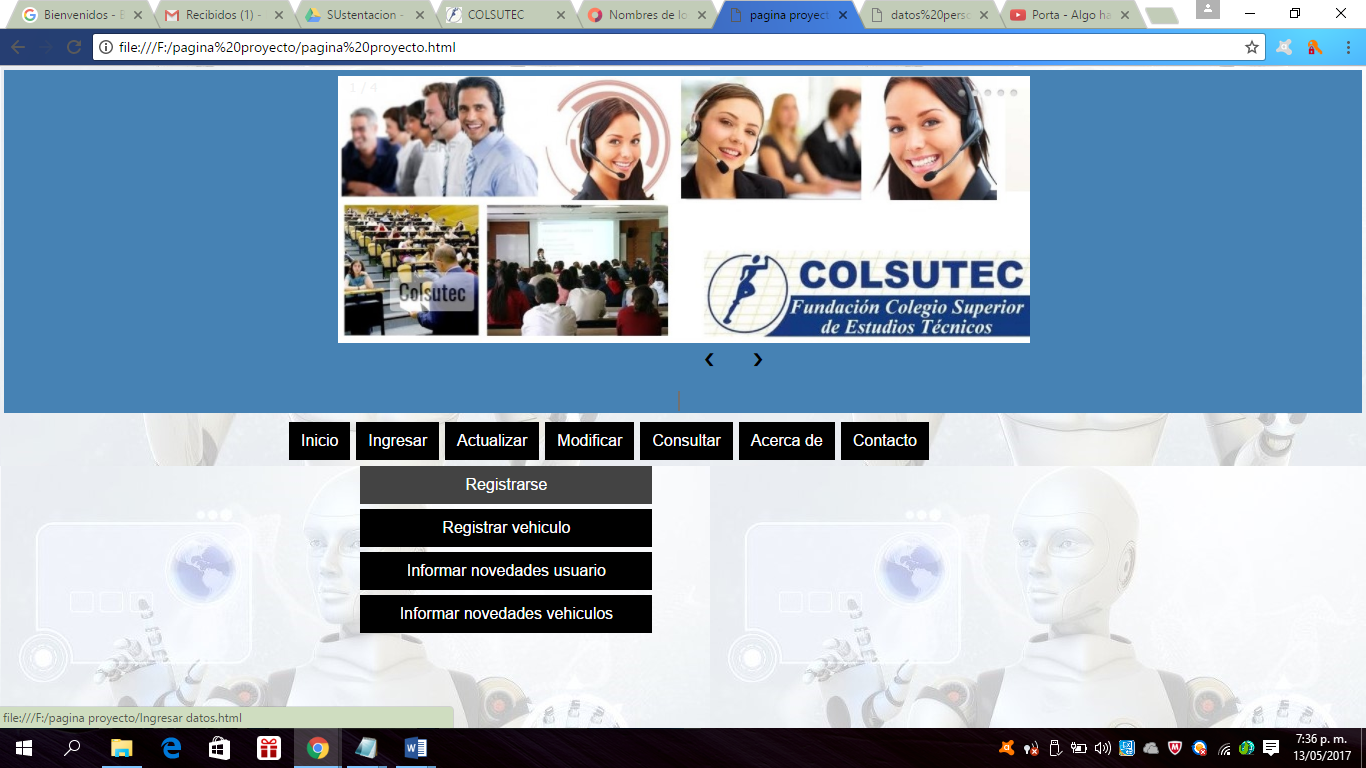 Bienvenidos - E
Recibidos (1) -
SUstentacion -
COLSUTEC
Nombres de lo
pagina proyect
datos%20perso
Porta - Algo ha
file:///F:/pagina%20proyecto/pagina%20proyecto.html
1 / 4
Colsutec
COLSUTEC
Fundación Colegio Superior
de Estudios Técnicos
‹ ›
Inicio Ingresar Actualizar Modificar Consultar Acerca de Contacto
Registrarse
Registrar vehiculo
Informar novedades usuario
Informar novedades vehiculos
file:///F:/pagina proyecto/Ingresar datos.html
7:36 p. m.
13/05/2017